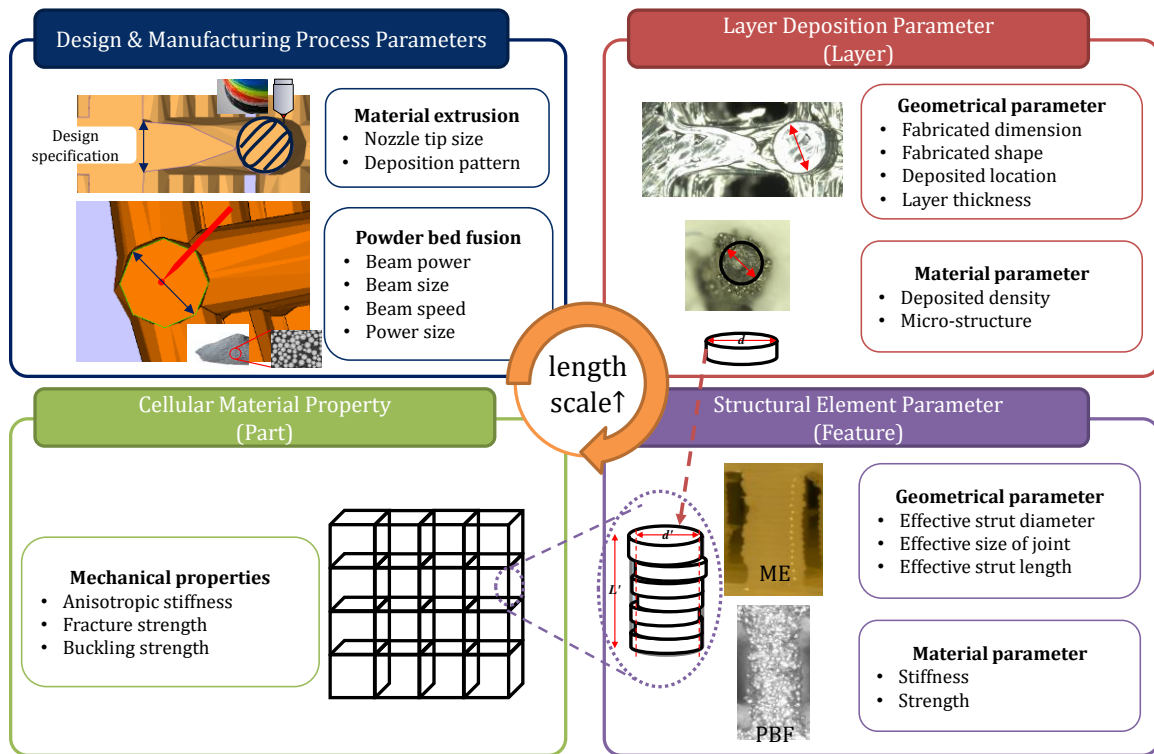 Design & Manufacturing Process Parameters
Design
specification
Material extrusion
• Nozzle tip size
• Deposition pattern
Powder bed fusion
• Beam power
• Beam size
• Beam speed
• Power size
Layer Deposition Parameter
(Layer)
Geometrical parameter
• Fabricated dimension
• Fabricated shape
• Deposited location
• Layer thickness
Material parameter
• Deposited density
• Micro-structure
d
length
scale↑
Cellular Material Property
(Part)
Mechanical properties
• Anisotropic stiffness
• Fracture strength
• Buckling strength
Structural Element Parameter
(Feature)
d'
L'
ME
PBF
Geometrical parameter
• Effective strut diameter
• Effective size of joint
• Effective strut length
Material parameter
• Stiffness
• Strength